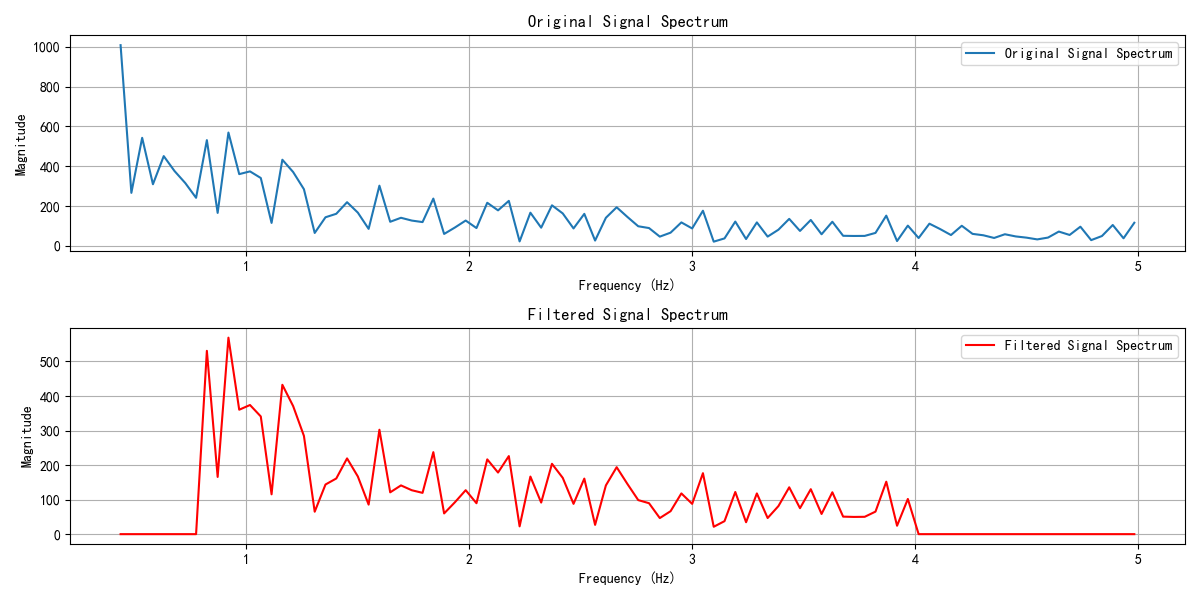 Original Signal Spectrum
1000
800
600
400
200
0
Magnitude
Original Signal Spectrum
1 2 3 4 5
Frequency (Hz)
Filtered Signal Spectrum
500
400
300
200
100
0
Magnitude
Filtered Signal Spectrum
1 2 3 4 5
Frequency (Hz)